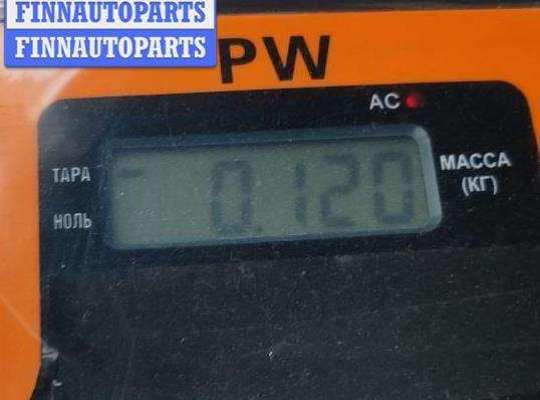 FINNAUTOPARTS
FINNAUTOPARTS
PW
AC
ТАРА
НОЛЬ
0.120
МАССА
(КГ)